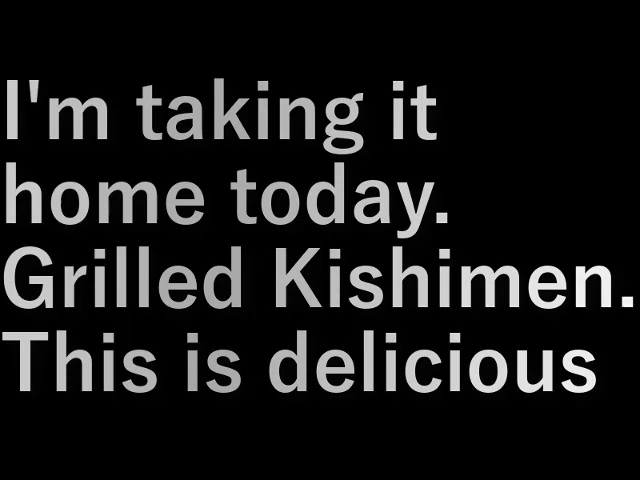 I'm taking it
home today.
Grilled Kishimen.
This is delicious